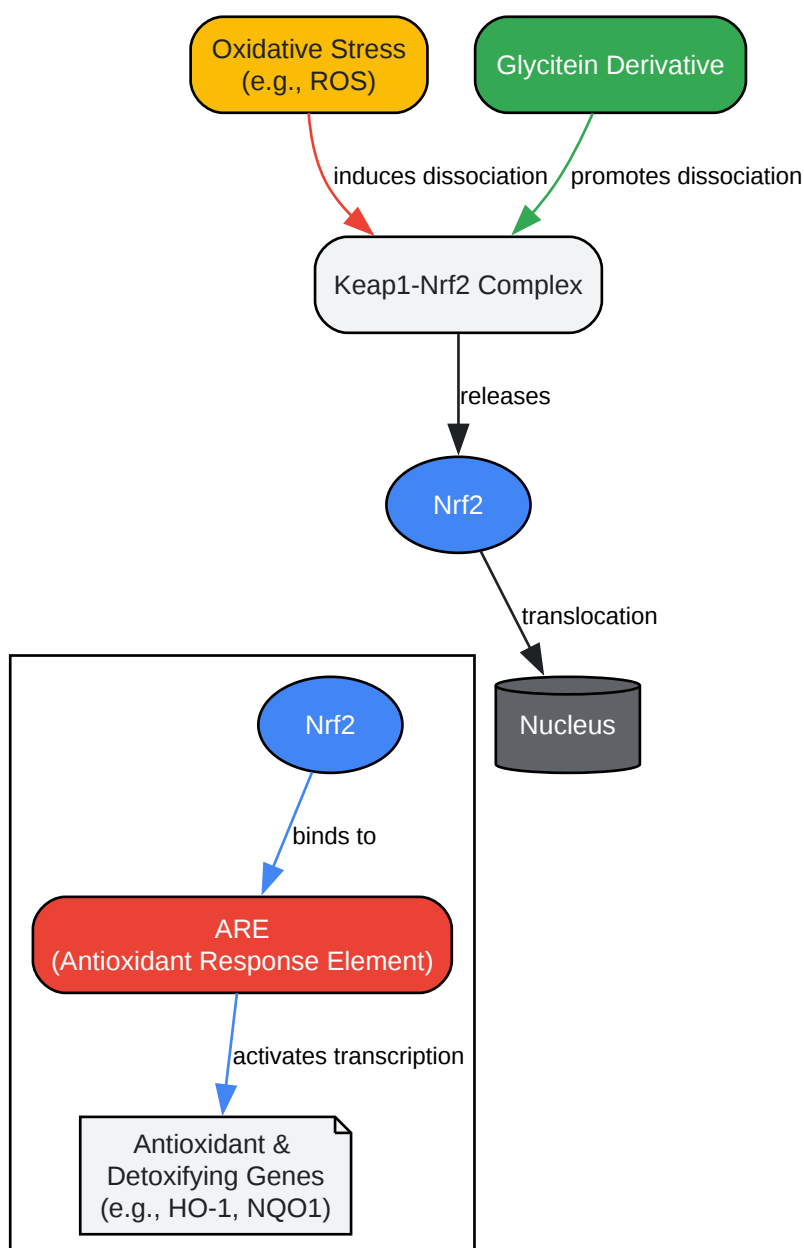 Oxidative Stress
(e.g., ROS)
Glycitein Derivative
induces dissociation
promotes dissociation
Keap1-Nrf2 Complex
releases
Nrf2
translocation
Nrf2
Nucleus
binds to
ARE
(Antioxidant Response Element)
activates transcription
Antioxidant &
Detoxifying Genes
(e.g., HO-1, NQO1)